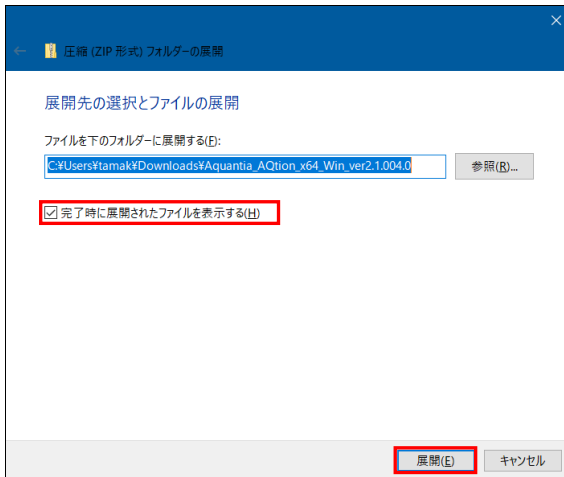 圧縮 (ZIP 形式) フォルダーの展開
展開先の選択とファイルの展開
ファイルを下のフォルダーに展開する(F):
C:¥Users¥tamak¥Downloads¥Aquantia_AQtion_x64_Win_ver2.1.004.0
参照(R)...
完了時に展開されたファイルを表示する(H)
展開(E)
キャンセル